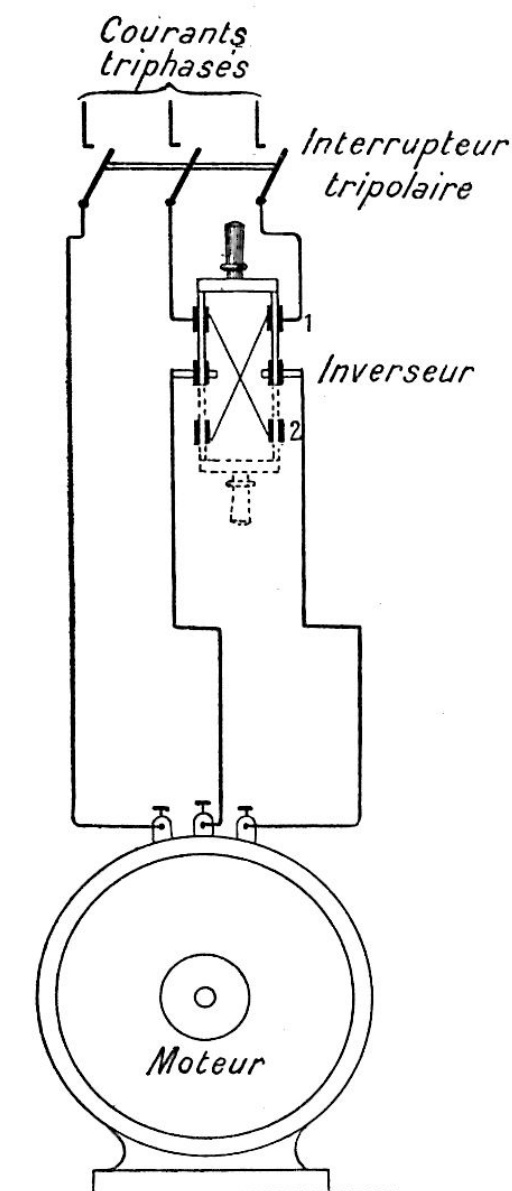 Courants
triphasés
Interrupteur
tripolaire
1
Inverseur
2
Moteur